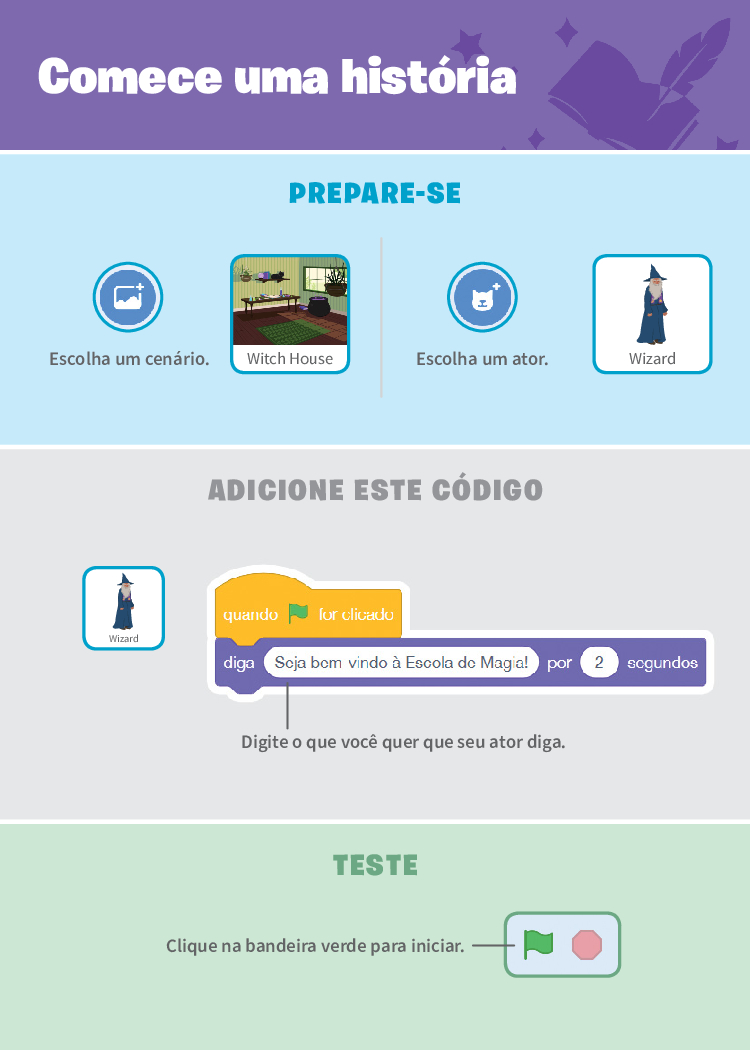 Comece uma história
PREPARE-SE
Escolha um cenário.
Witch House
Escolha um ator.
Wizard
ADICIONE ESTE CÓDIGO
Wizard
quando for clicado
diga Seja bem vindo à Escola de Magia! por 2 segundos
Digite o que você quer que seu ator diga.
TESTE
Clique na bandeira verde para iniciar.